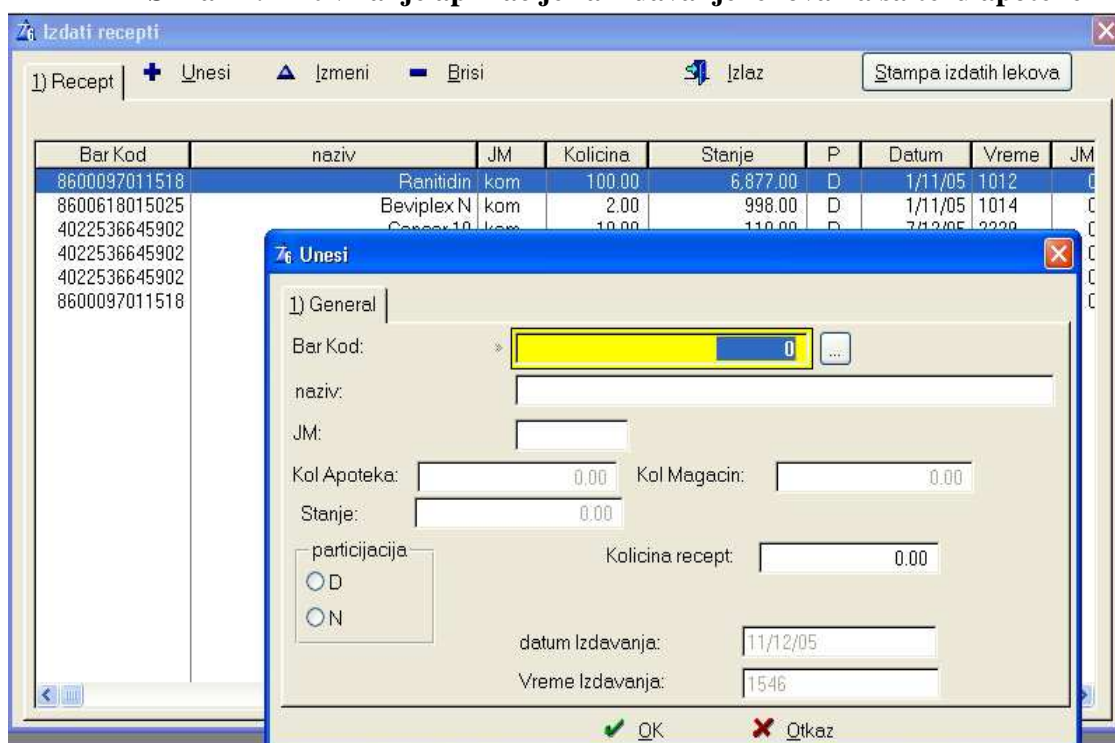 Izdati recepti
1) Recept Unesi Izmeni Brisi Izlaz Stampa izdatih lekova
Bar Kod naziv JM Kolicina Stanje P Datum Vreme JM
8600097011518 Ranitidin kom 100.00 6,877.00 D 1/11/05 1012
8600618015025 Beviplex N kom 2.00 998.00 D 1/11/05 1014
4022536645902
4022536645902
4022536645902
8600097011518
Unesi
1) General
Bar Kod: » 0 ...
naziv:
JM:
Kol Apoteka: 0.00 Kol Magacin: 0.00
Stanje: 0.00
participacija
D
N
Kolicina recept: 0.00
datum Izdavanja: 11/12/05
Vreme Izdavanja: 1546
OK Otkaz